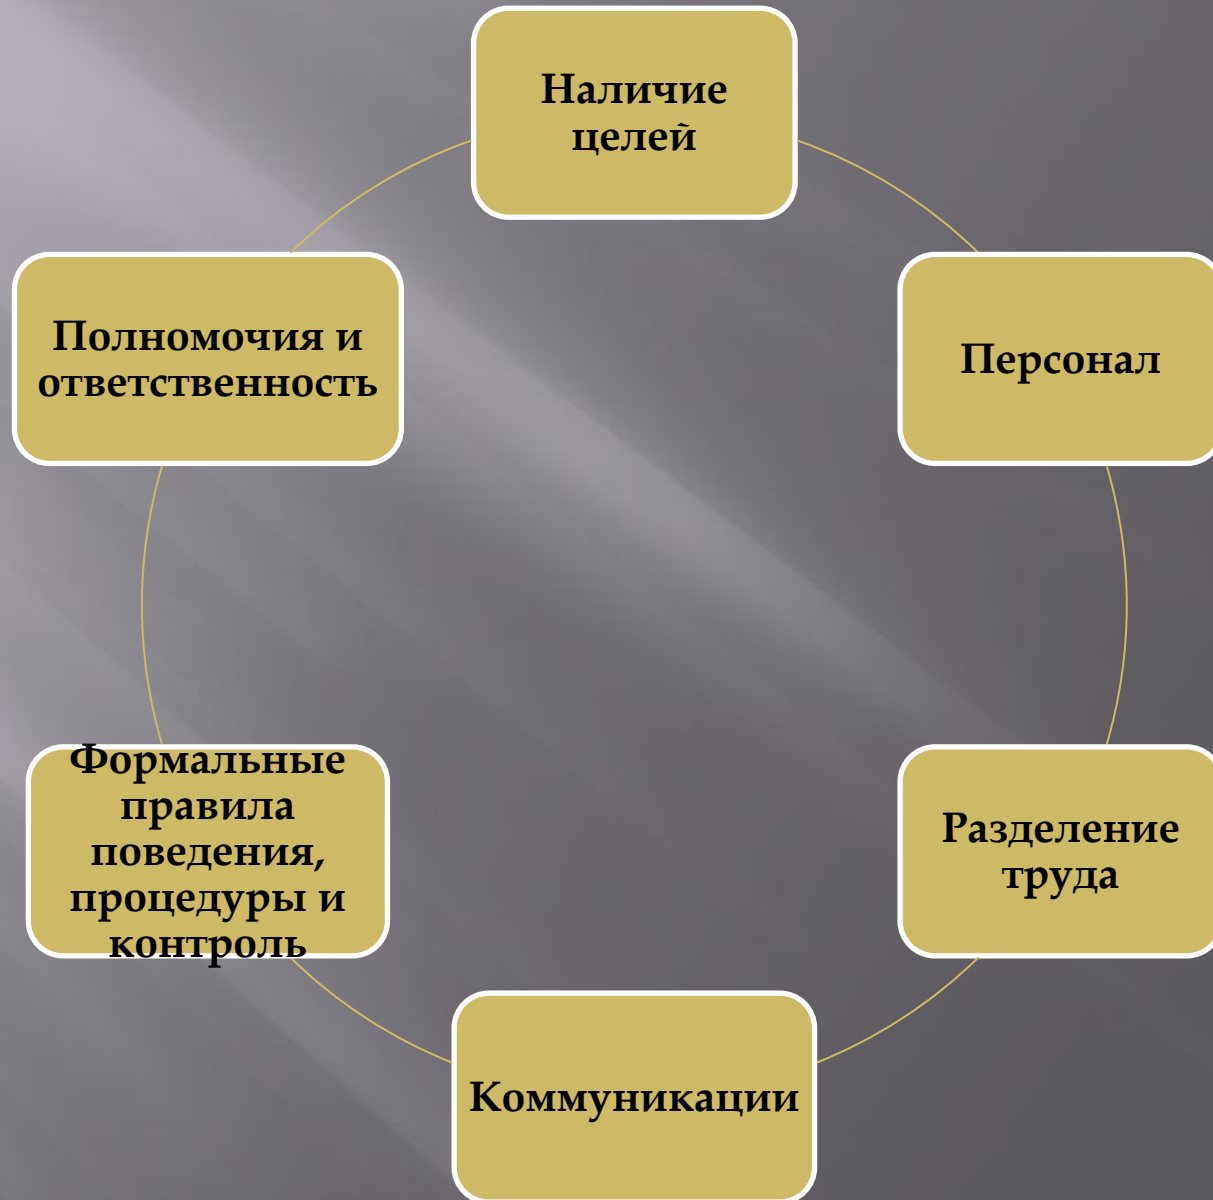 Наличие
целей
Персонал
Разделение
труда
Коммуникации
Формальные
правила
поведения,
процедуры и
контроль
Полномочия и
ответственность